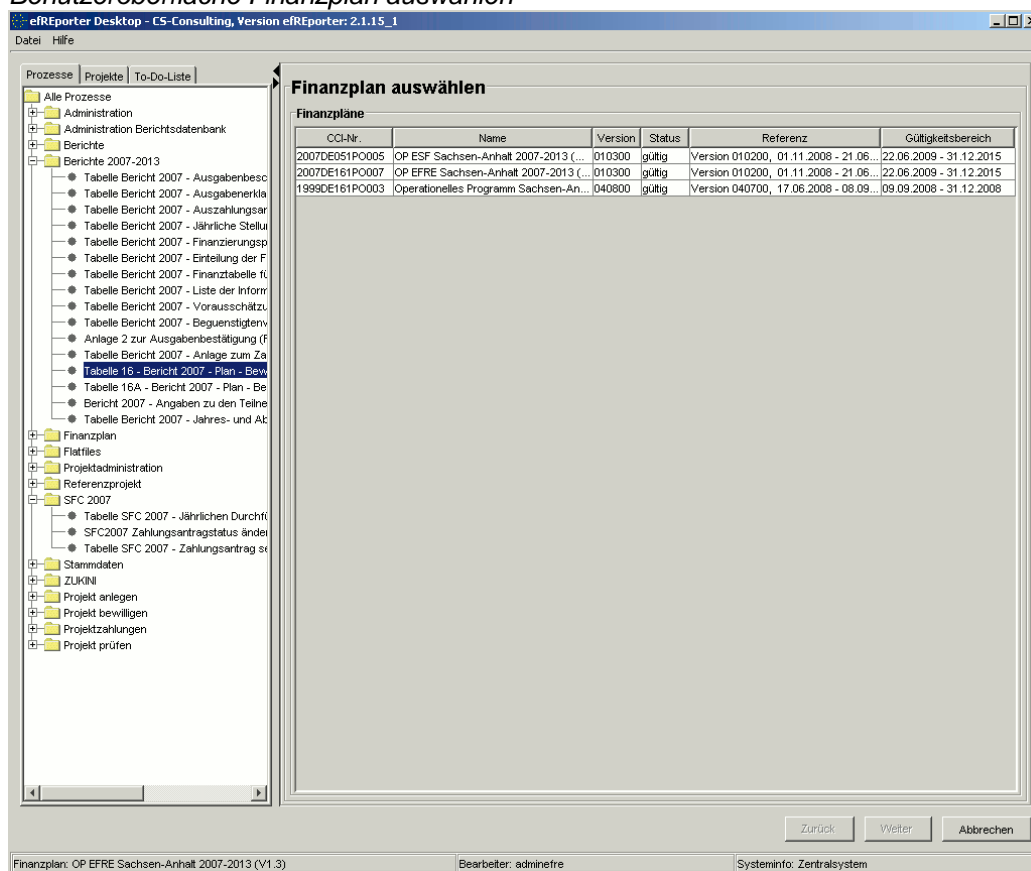 Benutzeroberfläche Finanzplan auswählen
efREporter Desktop - CS-Consulting, Version efREporter: 2.1.15_1
Datei Hilfe
Prozesse Projekte To-Do-Liste
Alle Prozesse
Administration
Administration Berichtsdatenbank
Berichte
Berichte 2007-2013
Tabelle Bericht 2007 - Ausgabenbesc
Tabelle Bericht 2007 - Ausgabenerkla
Tabelle Bericht 2007 - Auszahlungsar
Tabelle Bericht 2007 - Jährliche Stellu
Tabelle Bericht 2007 - Finanzierungsp
Tabelle Bericht 2007 - Einteilung der F
Tabelle Bericht 2007 - Finanztabelle fü
Tabelle Bericht 2007 - Liste der Inform
Tabelle Bericht 2007 - Vorausschätzu
Tabelle Bericht 2007 - Beguenstigtenv
Anlage 2 zur Ausgabenbestätigung (F
Tabelle Bericht 2007 - Anlage zum Za
Tabelle 16 - Bericht 2007 - Plan - Bew
Tabelle 16A - Bericht 2007 - Plan - Be
Bericht 2007 - Angaben zu den Teilne
Tabelle Bericht 2007 - Jahres- und Ab
Finanzplan
Flatfiles
Projektadministration
Referenzprojekt
SFC 2007
Tabelle SFC 2007 - Jährlichen Durchfü
SFC2007 Zahlungsantragstatus änder
Tabelle SFC 2007 - Zahlungsantrag se
Stammdaten
ZUKINI
Projekt anlegen
Projekt bewilligen
Projektzahlungen
Projekt prüfen
Finanzplan auswählen
Finanzpläne
CCI-Nr. Name Version Status Referenz Gültigkeitsbereich
2007DE051PO005 OP ESF Sachsen-Anhalt 2007-2013 (... 010300 gültig Version 010200, 01.11.2008 - 21.06... 22.06.2009 - 31.12.2015
2007DE161PO007 OP EFRE Sachsen-Anhalt 2007-2013 (... 010300 gültig Version 010200, 01.11.2008 - 21.06... 22.06.2009 - 31.12.2015
1999DE161PO003 Operationelles Programm Sachsen-An... 040800 gültig Version 040700, 17.06.2008 - 08.09... 09.09.2008 - 31.12.2008
Zurück Weiter Abbrechen
Finanzplan: OP EFRE Sachsen-Anhalt 2007-2013 (V1.3) Bearbeiter: adminefre Systeminfo: Zentralsystem